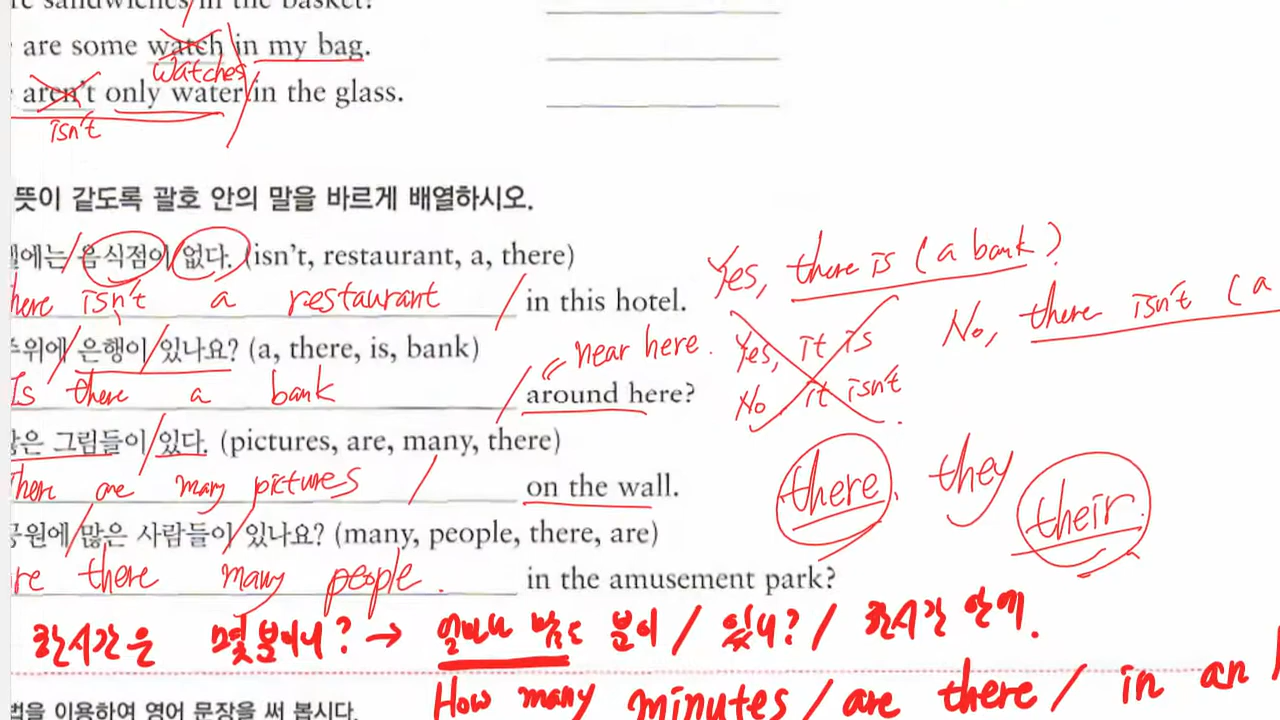 sandwiches in the basket?
are some watch in my bag.
Watches
aren't only water in the glass.
isn't
뜻이 같도록 괄호 안의 말을 바르게 배열하시오.
에는 / 음식점이 없다. (isn't, restaurant, a, there)
here isn't a restaurant / in this hotel.
Yes, there is (a bank).
No, there isn't (a
주위에 / 은행이 / 있나요? (a, there, is, bank)
near here.
Yes, it is
Is there a bank / around here?
No it isn't
많은 그림들이 / 있다. (pictures, are, many, there)
There are many pictures / on the wall.
there, they
their
공원에 / 많은 사람들이 / 있나요? (many, people, there, are)
re there many people. in the amusement park?
한시간은 몇분이니? → 얼마나 많은 분이 / 있니? / 한시간 안에.
How many minutes / are there / in an
법을 이용하여 영어 문장을 써 봅시다.